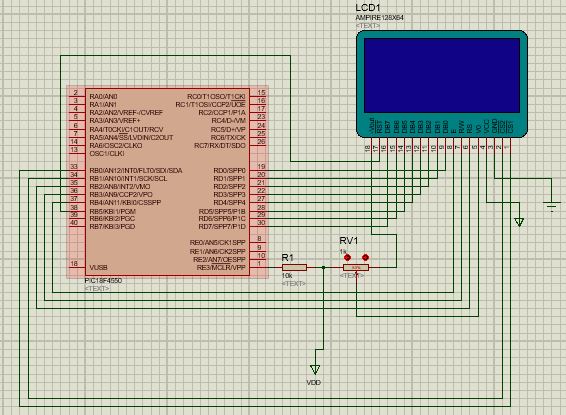 LCD1
AMPIRE128X64
<TEXT>
-Vout
RST
DB7
DB6
DB5
DB4
DB3
DB2
DB1
DB0
E
R/W
RS
V0
VCC
GND
CS2
CS1
18
17
16
15
14
13
12
11
10
9
8
7
6
5
4
3
2
1
2 RA0/AN0 RC0/T1OSO/T1CKI 15
3 RA1/AN1 RC1/T1OSI/CCP2/UOE 16
4 RA2/AN2/VREF-/CVREF RC2/CCP1/P1A 17
5 RA3/AN3/VREF+ RC4/D-/VM 23
6 RA4/T0CKI/C1OUT/RCV RC5/D+/VP 24
7 RA5/AN4/SS/LVDIN/C2OUT RC6/TX/CK 25
14 RA6/OSC2/CLKO RC7/RX/DT/SDO 26
13 OSC1/CLKI
33 RB0/AN12/INT0/FLT0/SDI/SDA RD0/SPP0 19
34 RB1/AN10/INT1/SCK/SCL RD1/SPP1 20
35 RB2/AN8/INT2/VMO RD2/SPP2 21
36 RB3/AN9/CCP2/VPO RD3/SPP3 22
37 RB4/AN11/KBI0/CSSPP RD4/SPP4 27
38 RB5/KBI1/PGM RD5/SPP5/P1B 28
39 RB6/KBI2/PGC RD6/SPP6/P1C 29
40 RB7/KBI3/PGD RD7/SPP7/P1D 30
RE0/AN5/CK1SPP 8
RE1/AN6/CK2SPP 9
RE2/AN7/OESPP 10
18 VUSB RE3/MCLR/VPP 1
PIC18F4550
<TEXT>
R1
10k
<TEXT>
RV1
1k
<TEXT>
VDD